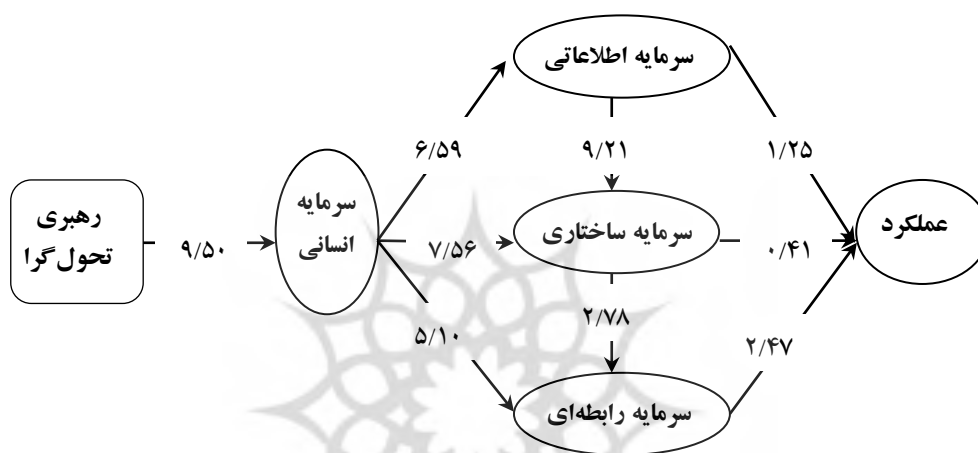 سرمایه اطلاعاتی
۶/۵۹
۹/۲۱
۱/۲۵
رهبری
تحول‌گرا
۹/۵۰
سرمایه
انسانی
۷/۵۶
سرمایه ساختاری
۰/۴۱
عملکرد
۵/۱۰
۲/۷۸
۲/۴۷
سرمایه رابطه‌ای